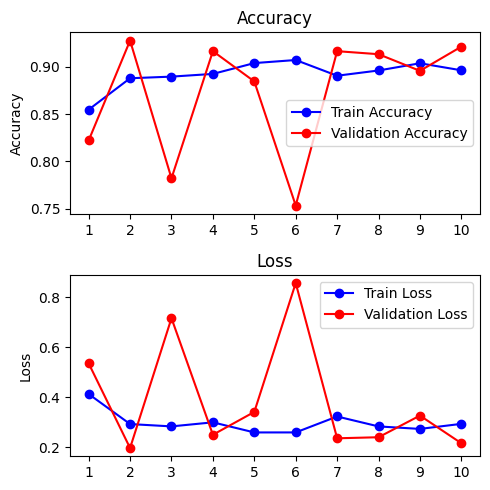 Accuracy
0.90
0.85
0.80
0.75
Accuracy
Train Accuracy
Validation Accuracy
1 2 3 4 5 6 7 8 9 10
Loss
0.8
0.6
0.4
0.2
Loss
Train Loss
Validation Loss
1 2 3 4 5 6 7 8 9 10